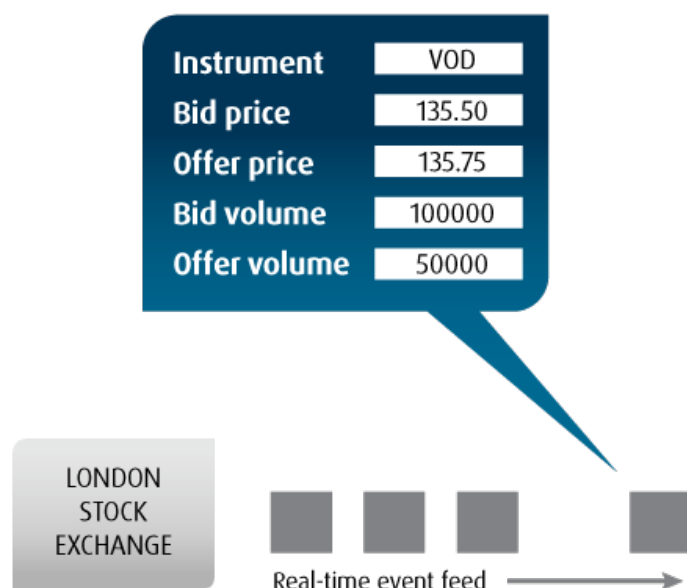 Instrument VOD
Bid price 135.50
Offer price 135.75
Bid volume 100000
Offer volume 50000
LONDON
STOCK
EXCHANGE
Real-time event feed